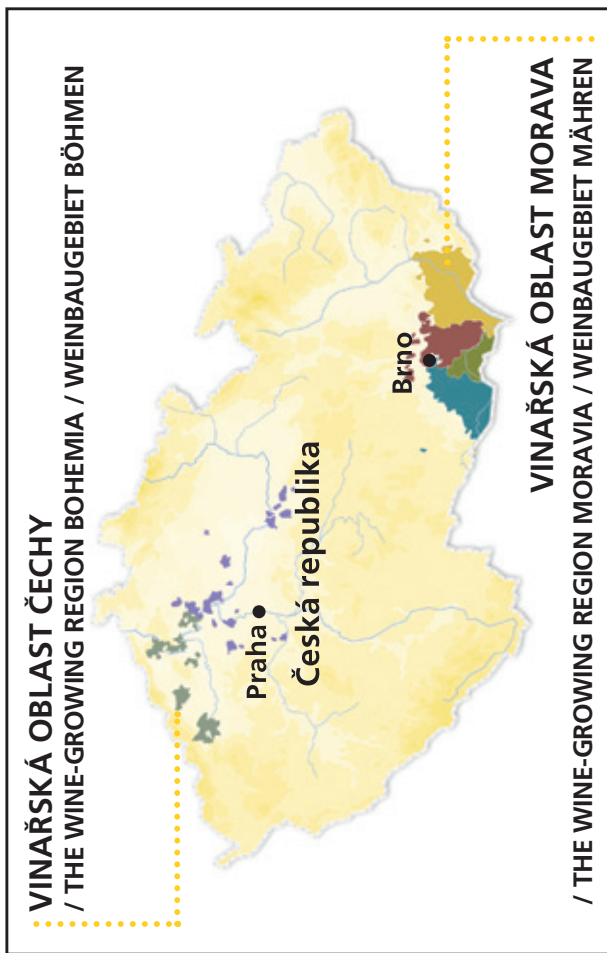 VINAŘSKÁ OBLAST ČECHY
/ THE WINE-GROWING REGION BOHEMIA / WEINBAUGEBIET BÖHMEN
Praha
Česká republika
Brno
VINAŘSKÁ OBLAST MORAVA
/ THE WINE-GROWING REGION MORAVIA / WEINBAUGEBIET MÄHREN